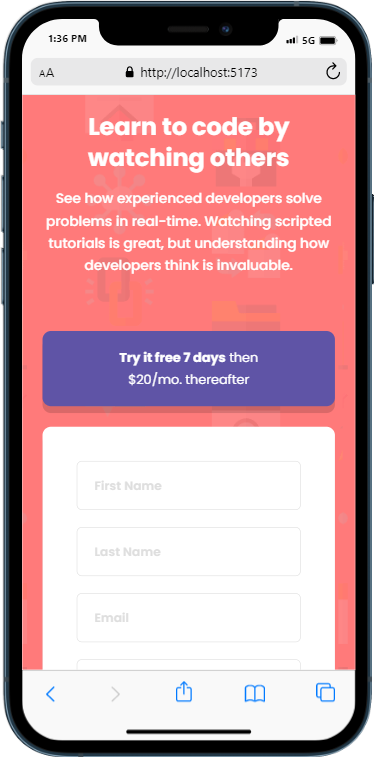 1:36 PM
5G
AA
http://localhost:5173
Learn to code by
watching others
See how experienced developers solve
problems in real-time. Watching scripted
tutorials is great, but understanding how
developers think is invaluable.
Try it free 7 days then
$20/mo. thereafter
First Name
Last Name
Email